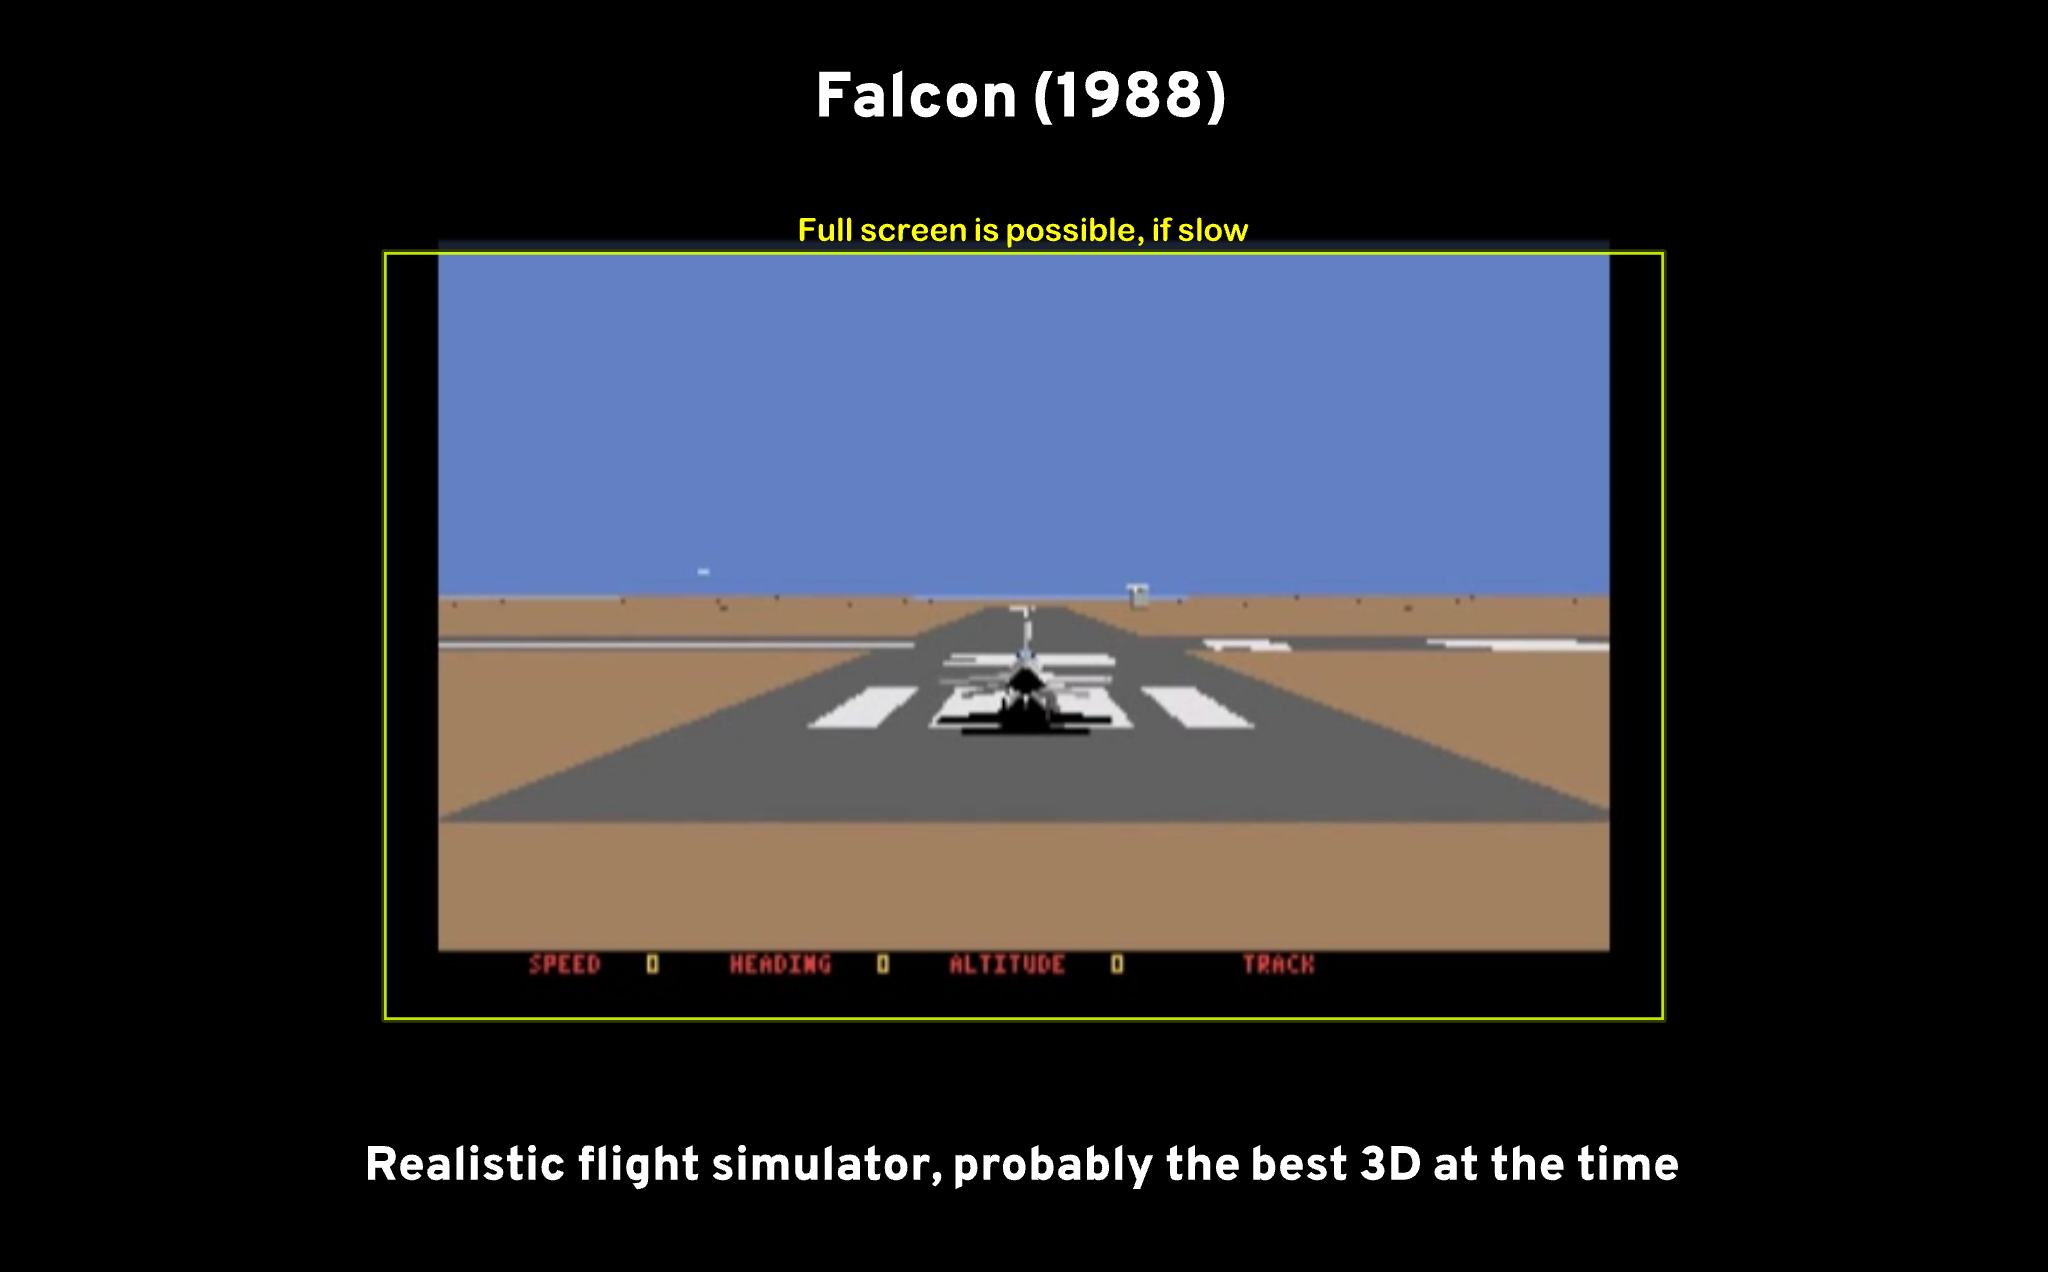 Falcon (1988)
Full screen is possible, if slow
SPEED 0 HEADING 0 ALTITUDE 0 TRACK
Realistic flight simulator, probably the best 3D at the time